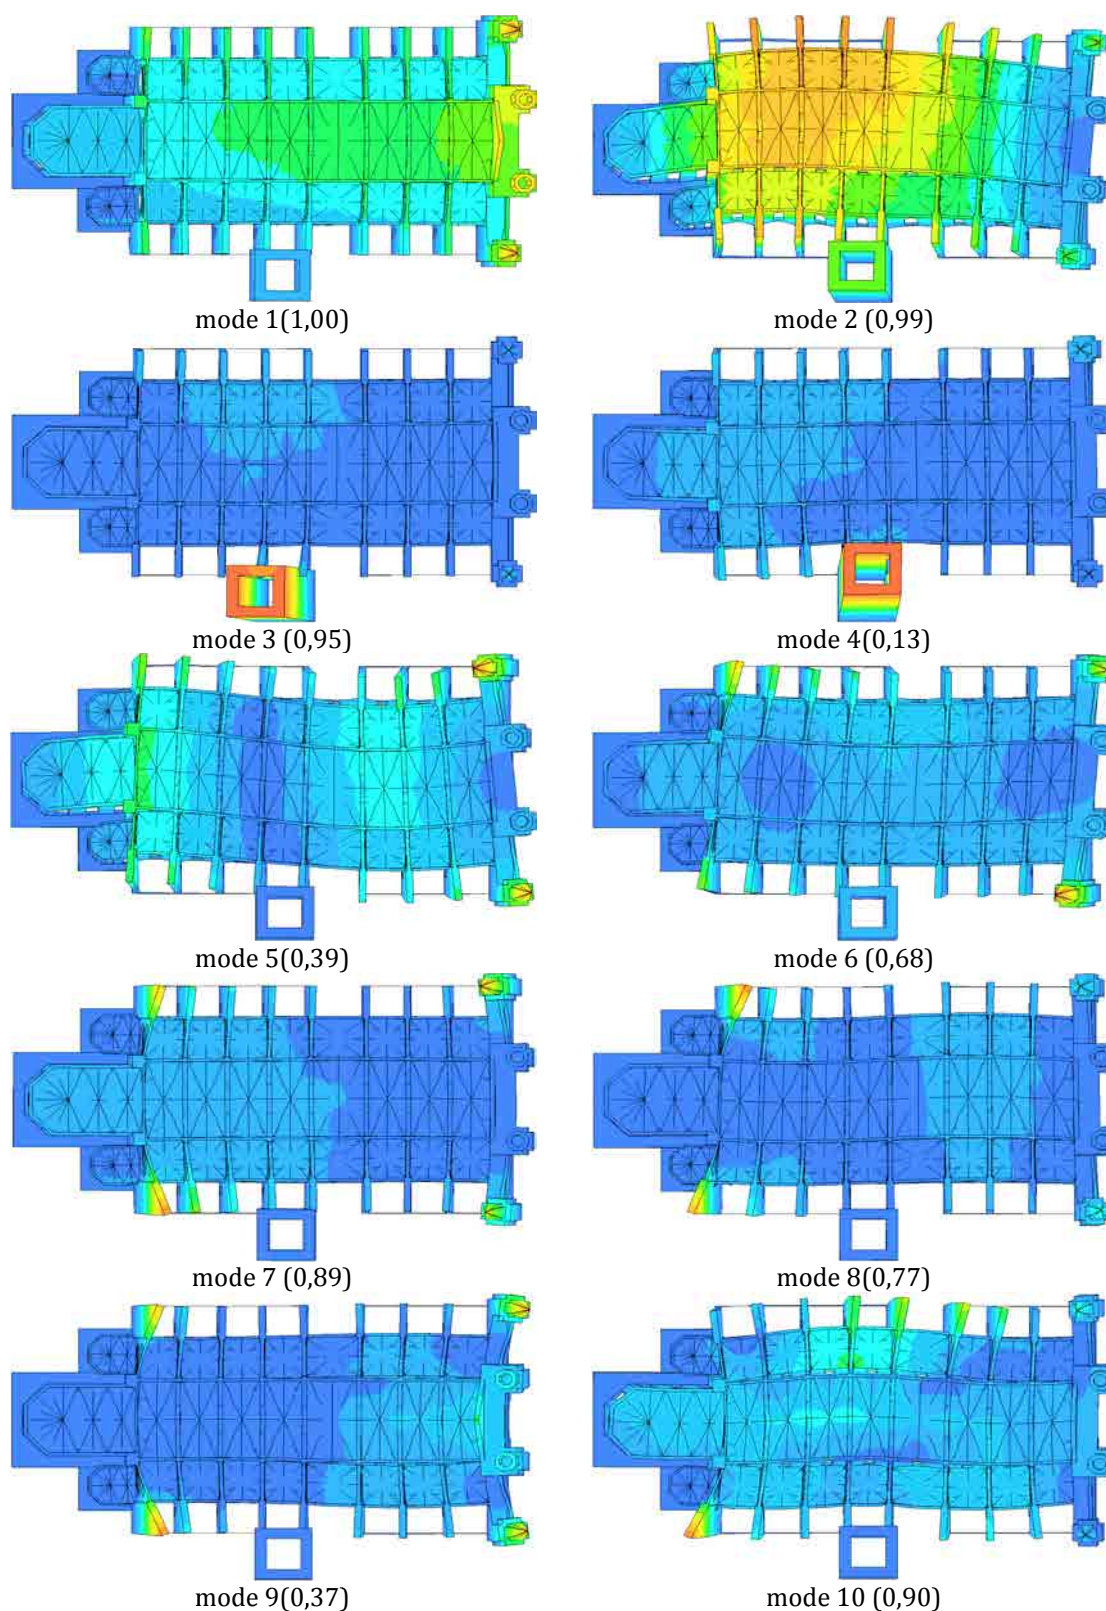 mode 1(1,00)
mode 2 (0,99)
mode 3 (0,95)
mode 4(0,13)
mode 5(0,39)
mode 6 (0,68)
mode 7 (0,89)
mode 8(0,77)
mode 9(0,37)
mode 10 (0,90)